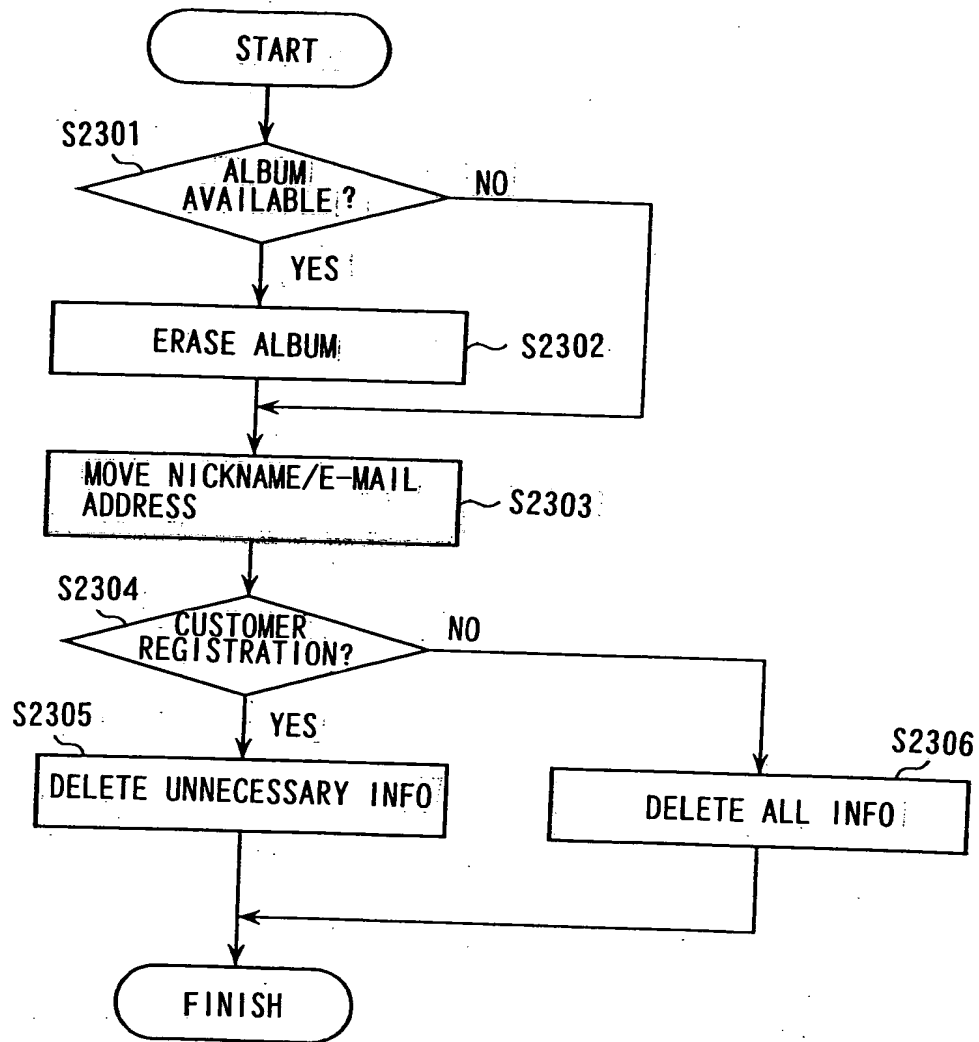 START
S2301
ALBUM
AVAILABLE?
NO
YES
ERASE ALBUM
S2302
MOVE NICKNAME/E-MAIL
ADDRESS
S2303
S2304
CUSTOMER
REGISTRATION?
NO
YES
S2305
DELETE UNNECESSARY INFO
S2306
DELETE ALL INFO
FINISH